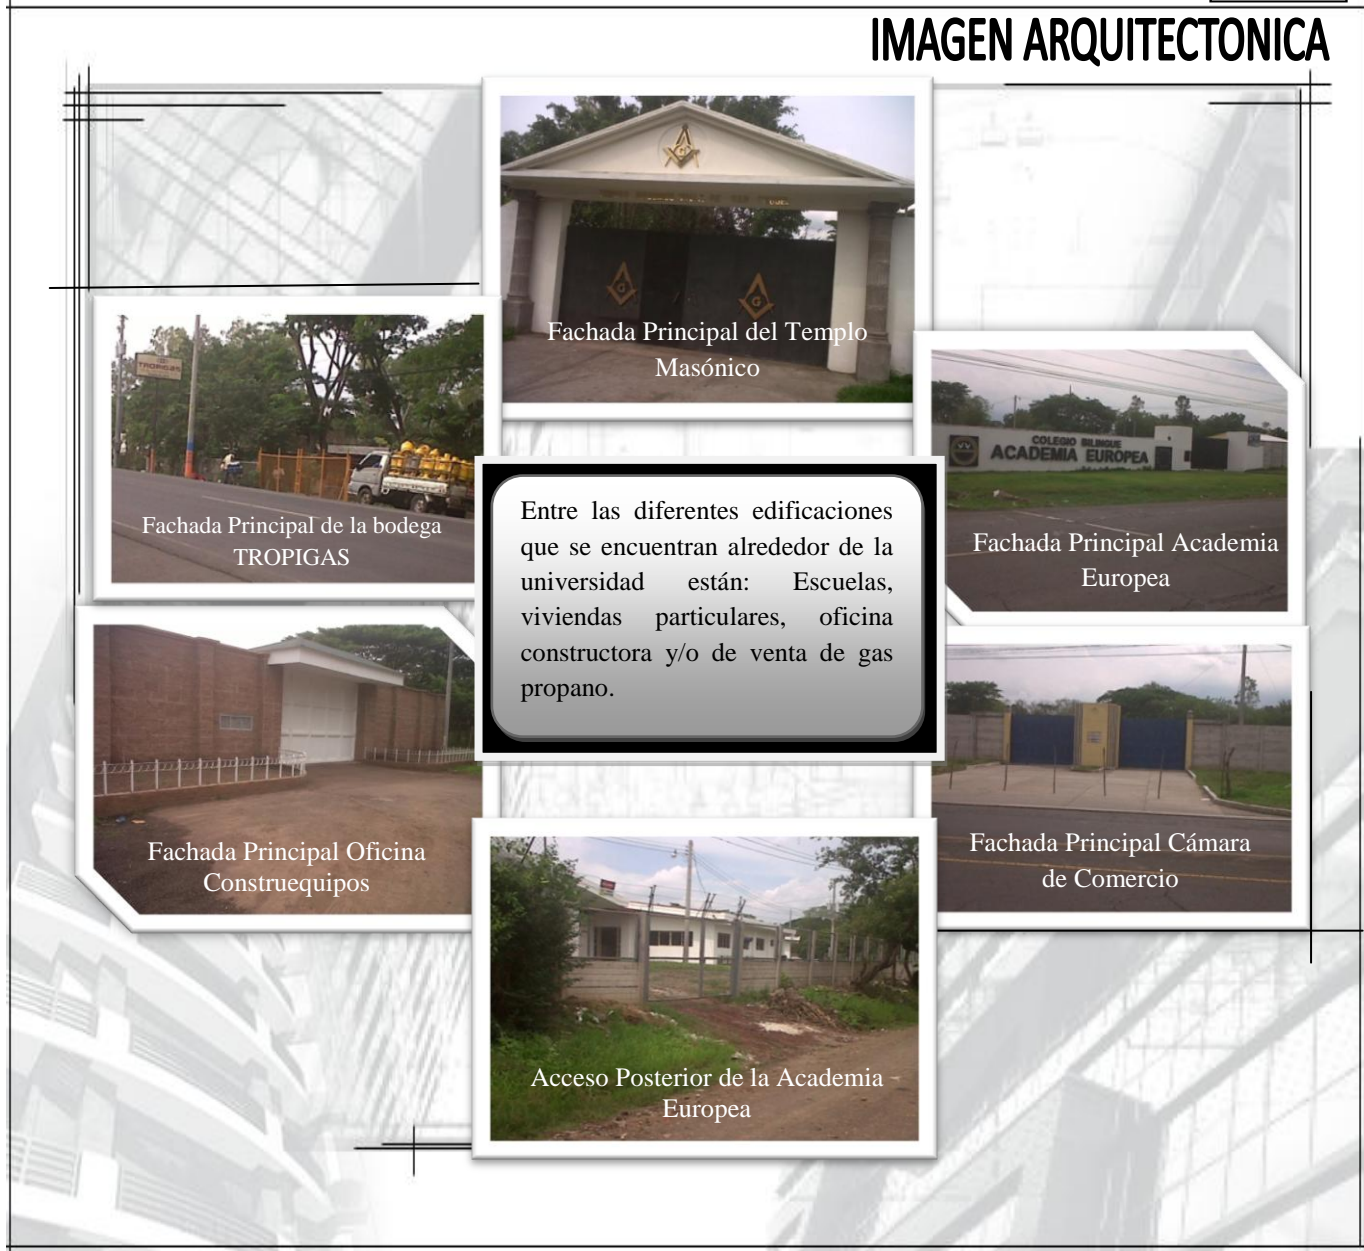 IMAGEN ARQUITECTONICA
Fachada Principal del Templo
Masónico
TROPIGAS
Fachada Principal de la bodega
TROPIGAS
COLEGIO BILINGUE
ACADEMIA EUROPEA
Fachada Principal Academia
Europea
Entre las diferentes edificaciones
que se encuentran alrededor de la
universidad están: Escuelas,
viviendas particulares, oficina
constructora y/o de venta de gas
propano.
Fachada Principal Oficina
Construequipos
Fachada Principal Cámara
de Comercio
Acceso Posterior de la Academia
Europea
G
G